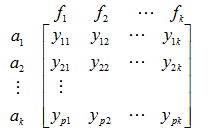 f₁ f₂ ⋯ fₖ
a₁ y₁₁ y₁₂ ⋯ y₁ₖ
a₂ y₂₁ y₂₂ ⋯ y₂ₖ
⋮ ⋮
aₖ yₚ₁ yₚ₂ ⋯ yₚₖ